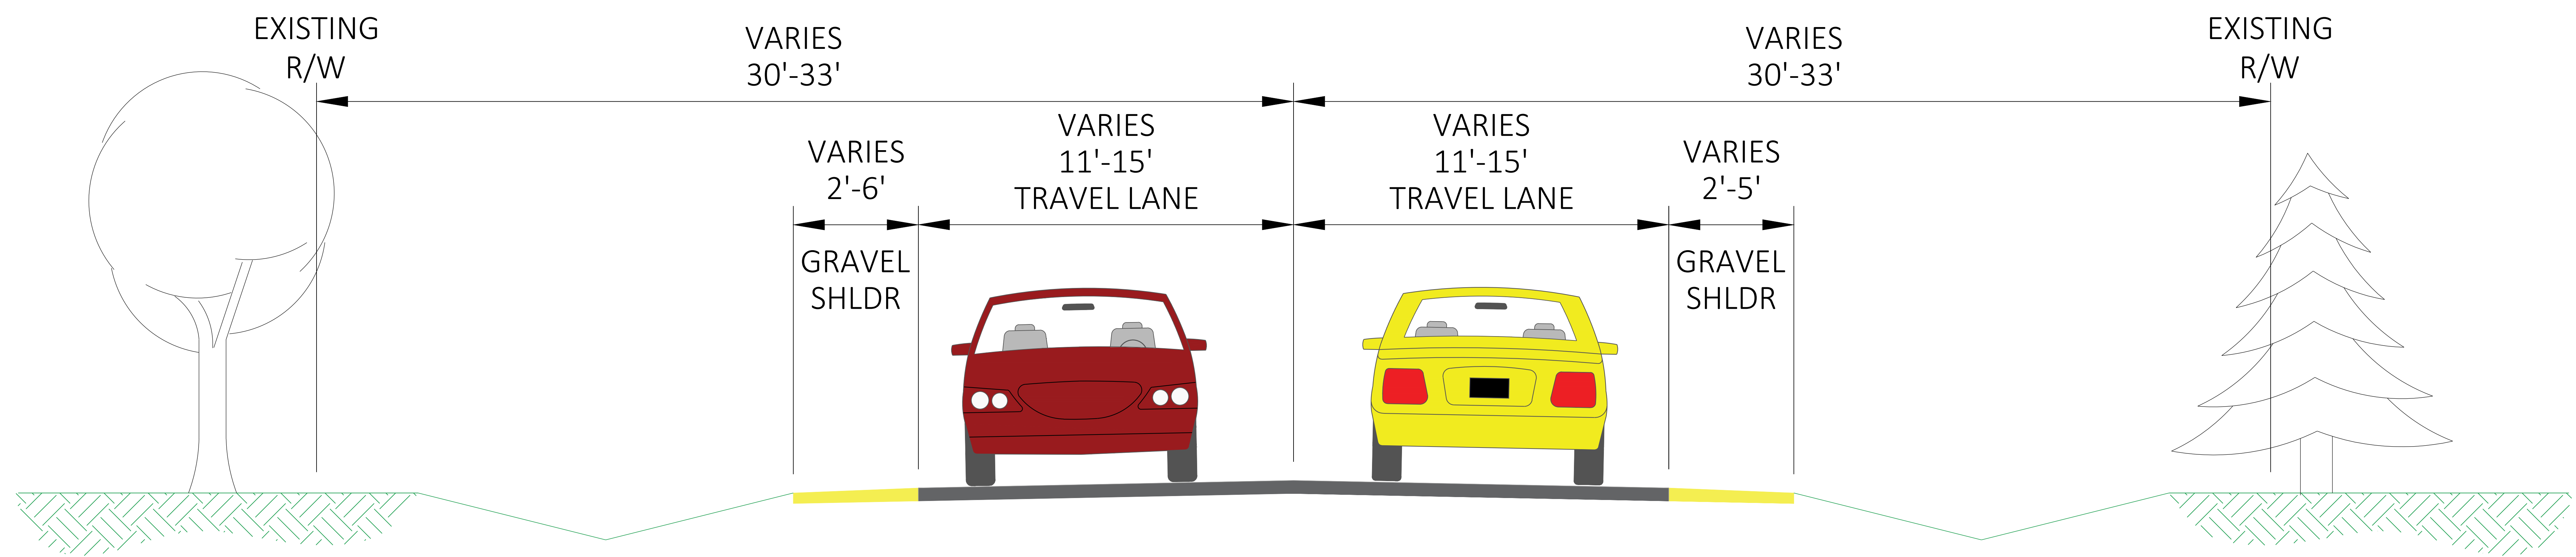 EXISTING
R/W
VARIES
30'-33'
VARIES
30'-33'
EXISTING
R/W
VARIES
2'-6'
GRAVEL
SHLDR
VARIES
11'-15'
TRAVEL LANE
VARIES
11'-15'
TRAVEL LANE
VARIES
2'-5'
GRAVEL
SHLDR